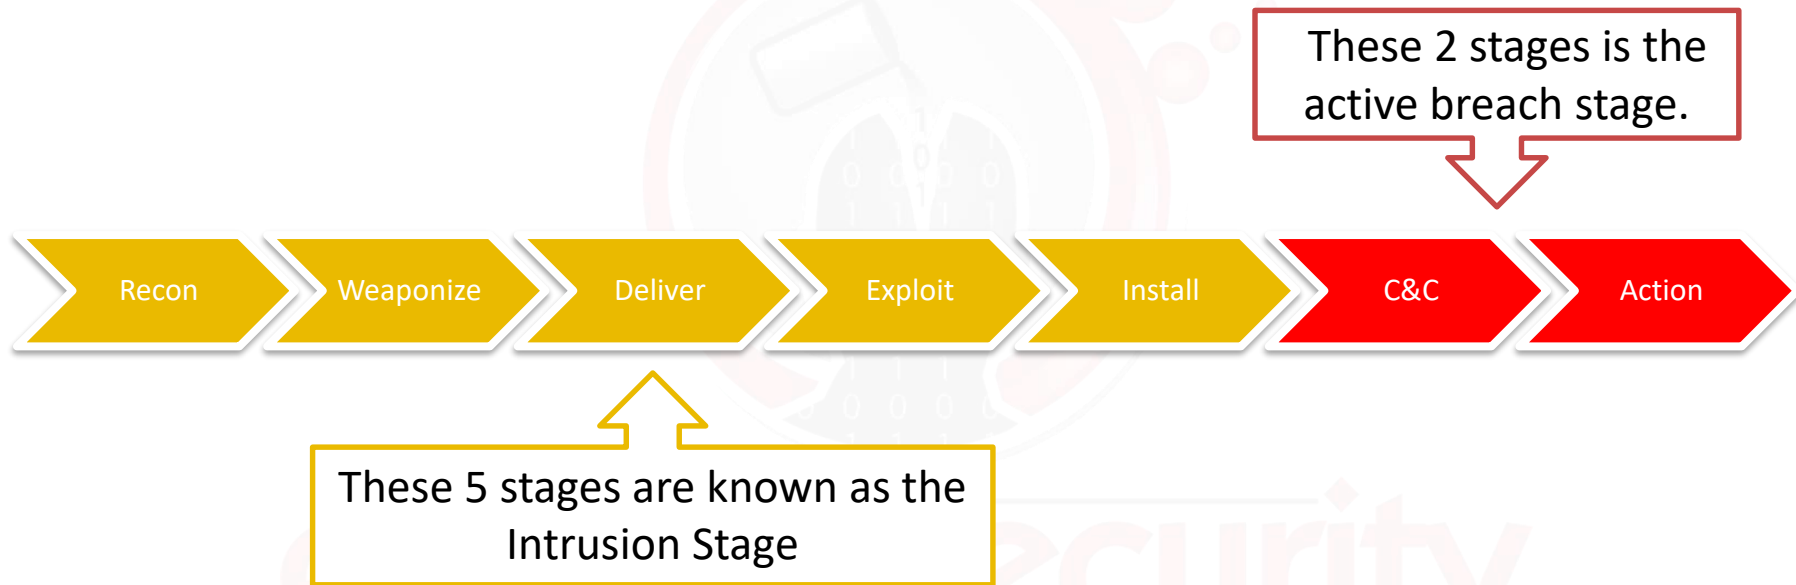 These 2 stages is the
active breach stage.
Recon
Weaponize
Deliver
Exploit
Install
C&C
Action
These 5 stages are known as the
Intrusion Stage